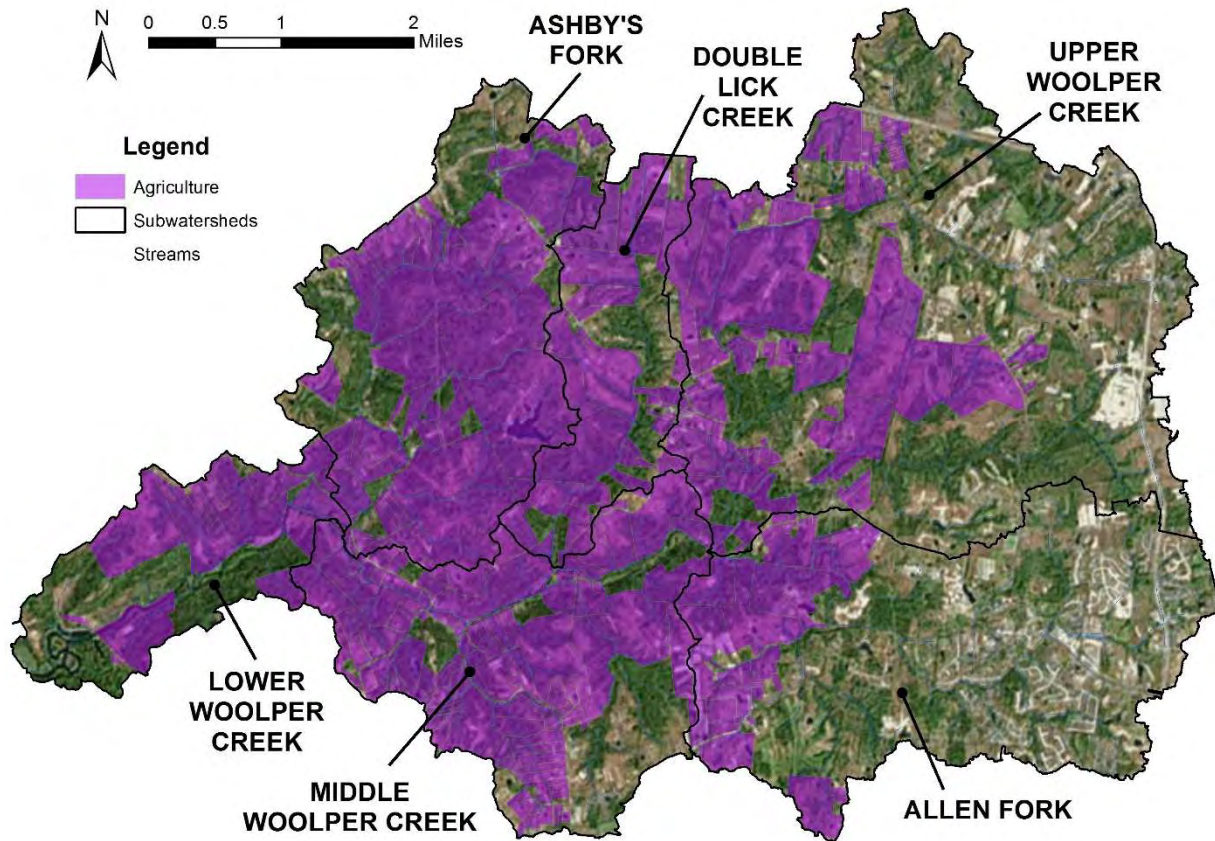 N
0 0.5 1 2
Miles
ASHBY'S
FORK
DOUBLE
LICK
CREEK
UPPER
WOOLPER
CREEK
Legend
Agriculture
Subwatersheds
Streams
LOWER
WOOLPER
CREEK
MIDDLE
WOOLPER CREEK
ALLEN FORK